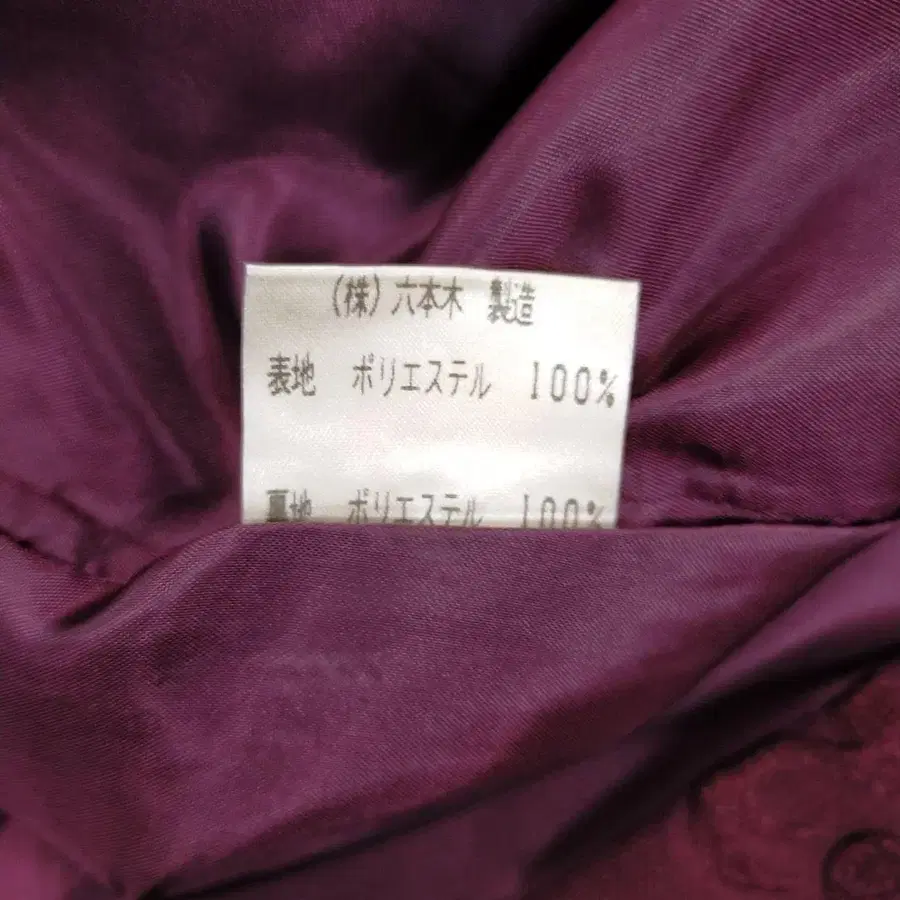 (株)六本木 製造
表地 ポリエステル 100%
裏地 ポリエステル 100%